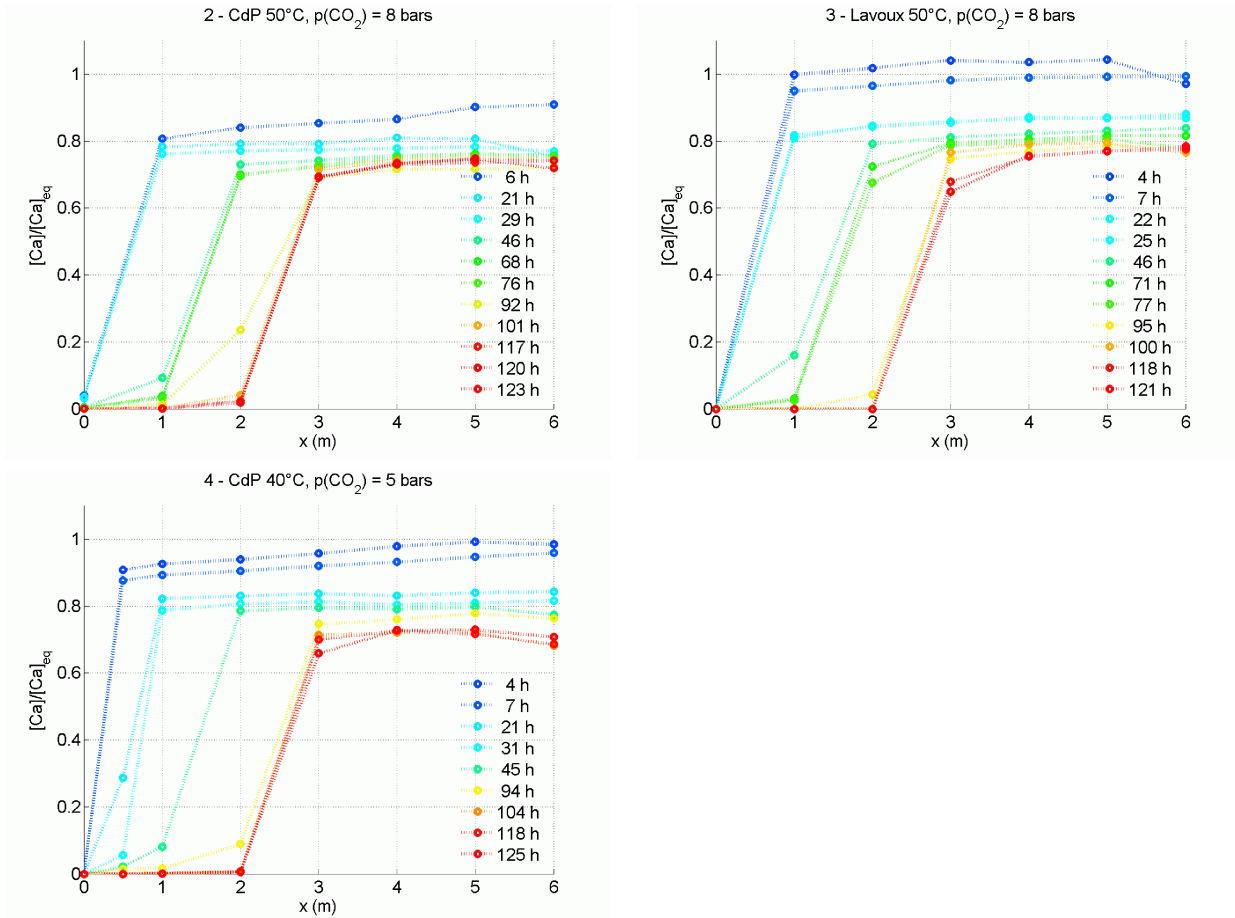 2 - CdP 50°C, p(CO2) = 8 bars
1
0.8
0.6
0.4
0.2
0
[Ca]/[Ca]eq
6 h
21 h
29 h
46 h
68 h
76 h
92 h
101 h
117 h
120 h
123 h
0 1 2 3 4 5 6
x (m)
3 - Lavoux 50°C, p(CO2) = 8 bars
1
0.8
0.6
0.4
0.2
0
[Ca]/[Ca]eq
4 h
7 h
22 h
25 h
46 h
71 h
77 h
95 h
100 h
118 h
121 h
0 1 2 3 4 5 6
x (m)
4 - CdP 40°C, p(CO2) = 5 bars
1
0.8
0.6
0.4
0.2
0
[Ca]/[Ca]eq
4 h
7 h
21 h
31 h
45 h
94 h
104 h
118 h
125 h
0 1 2 3 4 5 6
x (m)